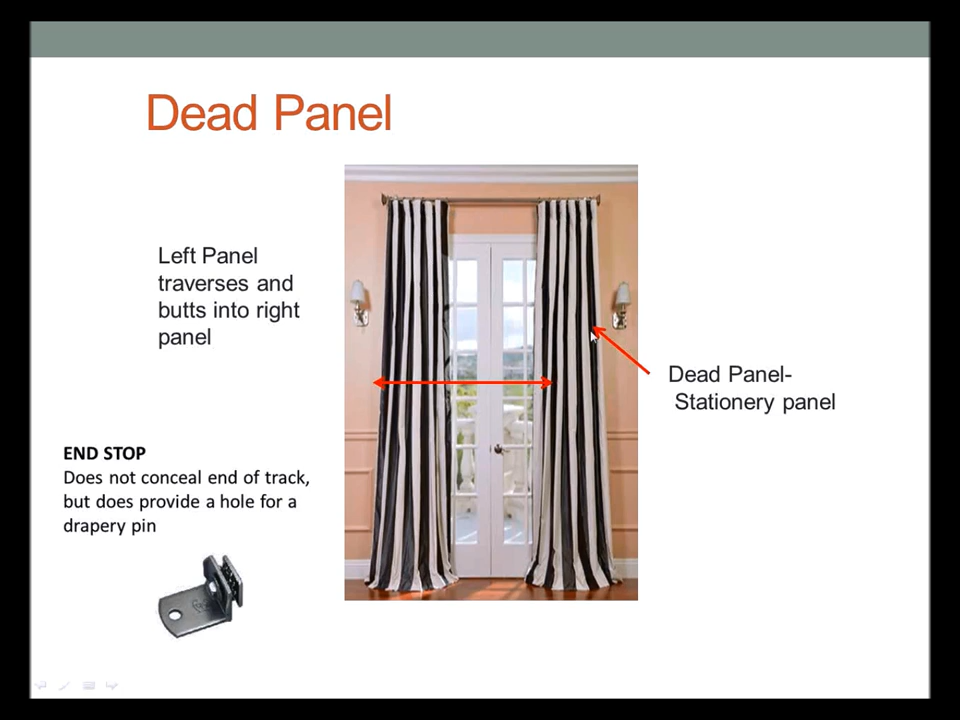 Dead Panel
Left Panel
traverses and
butts into right
panel
Dead Panel-
Stationery panel
END STOP
Does not conceal end of track,
but does provide a hole for a
drapery pin